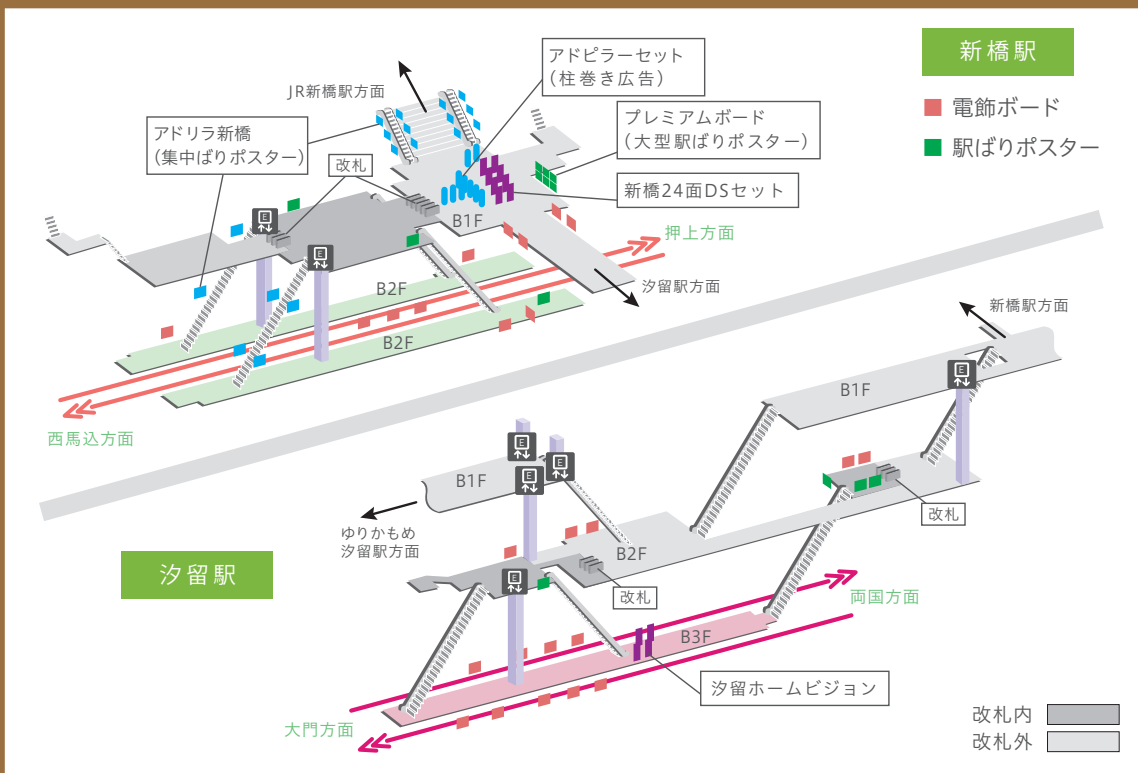 新橋駅
電飾ボード
駅ばりポスター
アドピラーセット
(柱巻き広告)
JR新橋駅方面
プレミアムボード
(大型駅ばりポスター)
アドリラ新橋
(集中ばりポスター)
改札
新橋24面DSセット
E
E
B1F
押上方面
汐留駅方面
B2F
B2F
西馬込方面
新橋駅方面
B1F
E
E
E
E
B1F
改札
ゆりかもめ
汐留駅方面
B2F
汐留駅
E
改札
両国方面
B3F
汐留ホームビジョン
大門方面
改札内
改札外